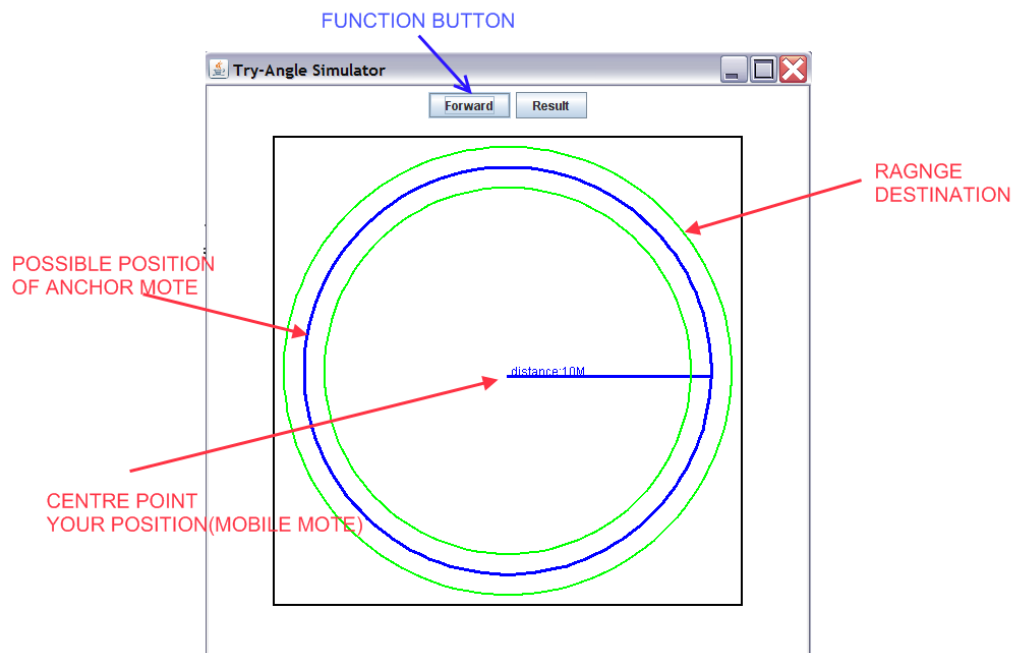 FUNCTION BUTTON
Try-Angle Simulator
Forward
Result
RAGNGE
DESTINATION
POSSIBLE POSITION
OF ANCHOR MOTE
distance:10M
CENTRE POINT
YOUR POSITION(MOBILE MOTE)